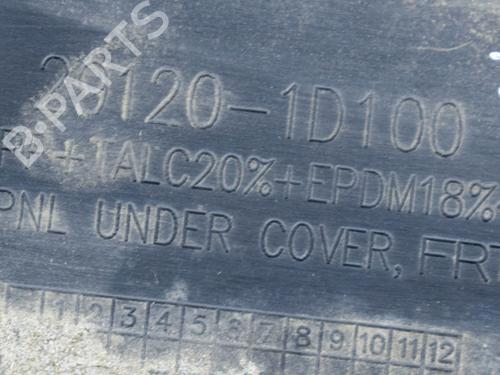 B-PARTS
29120-1D100
+TALC20%+EPDM18%
PNL UNDER COVER, FRT
1 2 3 4 5 6 7 8 9 10 11 12